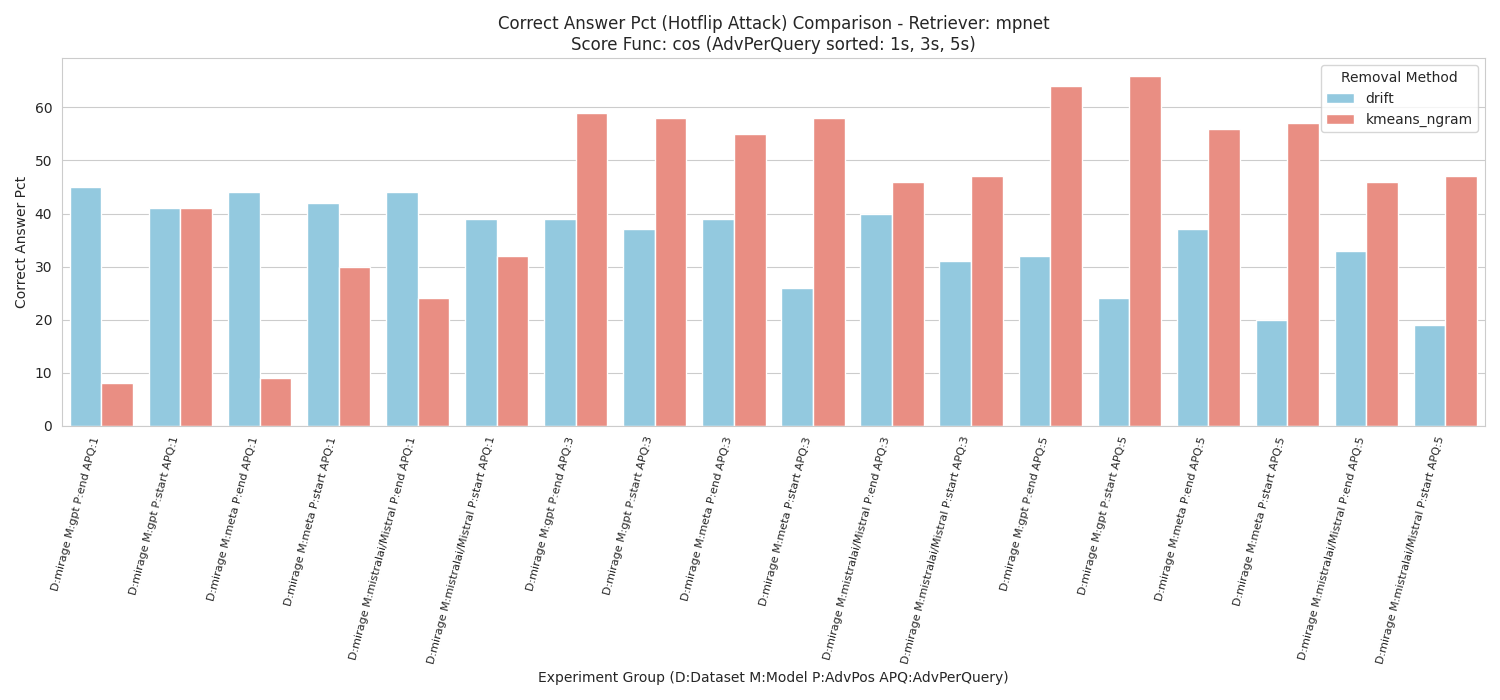 Correct Answer Pct (Hotflip Attack) Comparison - Retriever: mpnet
Score Func: cos (AdvPerQuery sorted: 1s, 3s, 5s)
Removal Method
drift
kmeans_ngram
Correct Answer Pct
60
50
40
30
20
10
0
D:mirage M:gpt P:end APQ:1
D:mirage M:gpt P:start APQ:1
D:mirage M:meta P:end APQ:1
D:mirage M:meta P:start APQ:1
D:mirage M:mistralai/Mistral P:end APQ:1
D:mirage M:mistralai/Mistral P:start APQ:1
D:mirage M:gpt P:end APQ:3
D:mirage M:gpt P:start APQ:3
D:mirage M:meta P:end APQ:3
D:mirage M:meta P:start APQ:3
D:mirage M:mistralai/Mistral P:end APQ:3
D:mirage M:mistralai/Mistral P:start APQ:3
D:mirage M:gpt P:end APQ:5
D:mirage M:gpt P:start APQ:5
D:mirage M:meta P:end APQ:5
D:mirage M:meta P:start APQ:5
D:mirage M:mistralai/Mistral P:end APQ:5
D:mirage M:mistralai/Mistral P:start APQ:5
Experiment Group (D:Dataset M:Model P:AdvPos APQ:AdvPerQuery)